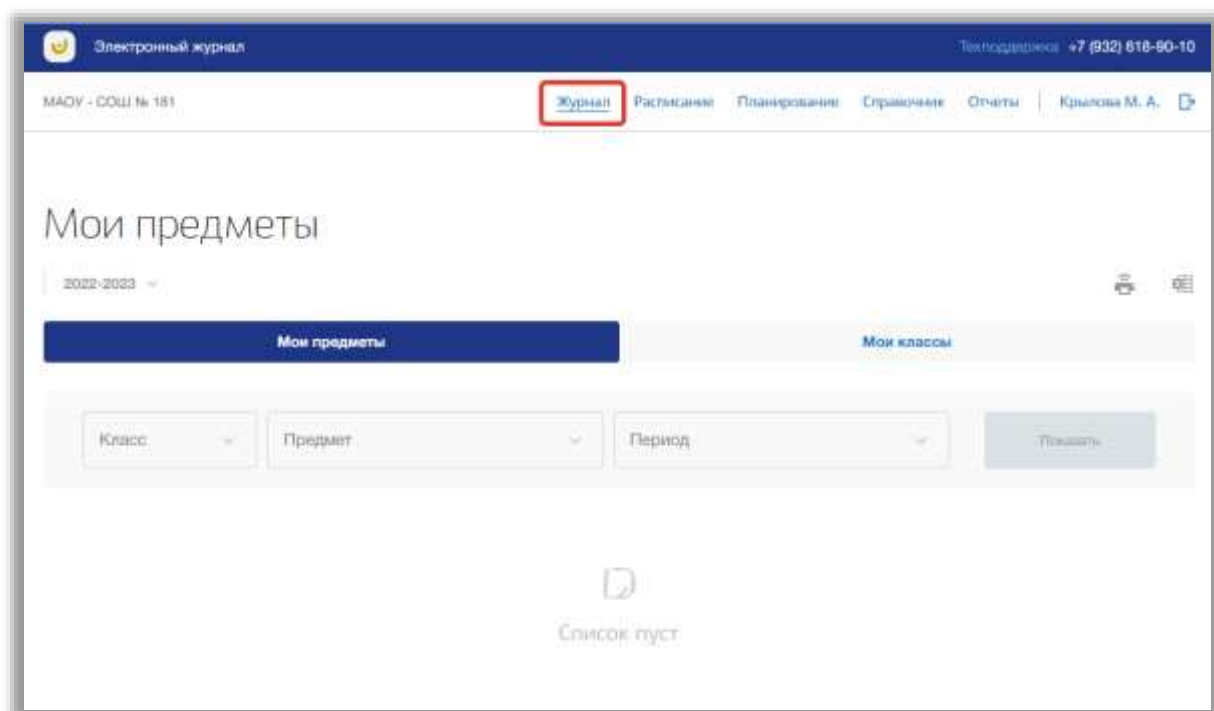 Электронный журнал Техподдержка +7 (932) 618-90-10
МАОУ - СОШ № 181 Журнал Расписание Планирование Справочник Отчеты Крылова М. А.
Мои предметы
2022-2023
Мои предметы Мои классы
Класс Предмет Период Показать
Список пуст